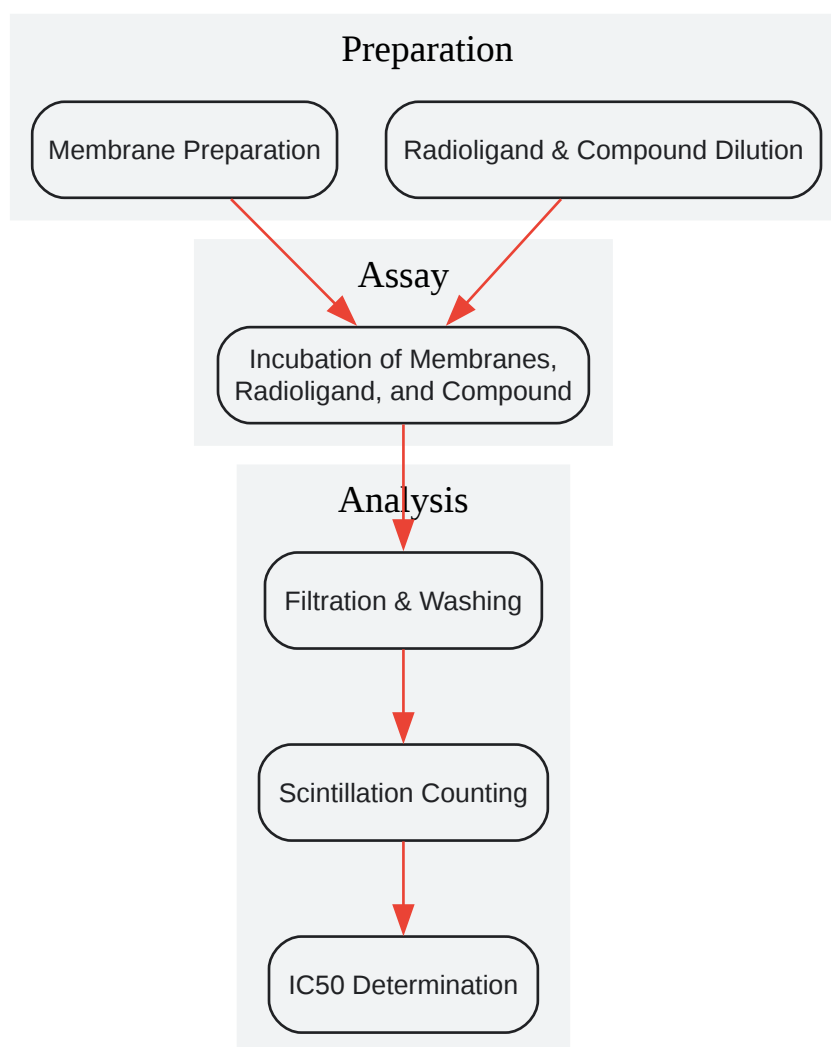 Preparation
Membrane Preparation
Radioligand & Compound Dilution
Assay
Incubation of Membranes,
Radioligand, and Compound
Analysis
Filtration & Washing
Scintillation Counting
IC50 Determination